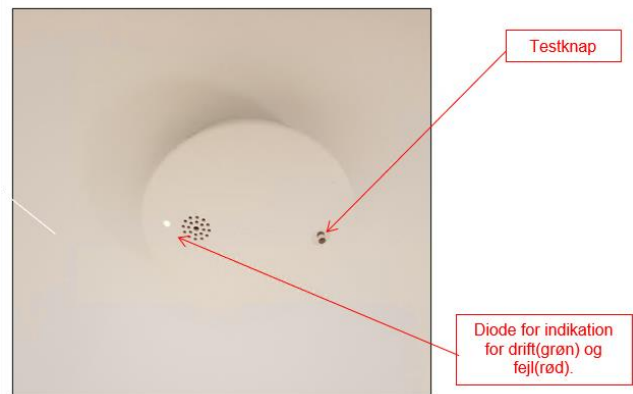 Testknap
Diode for indikation
for drift(grøn) og
fejl(rød).